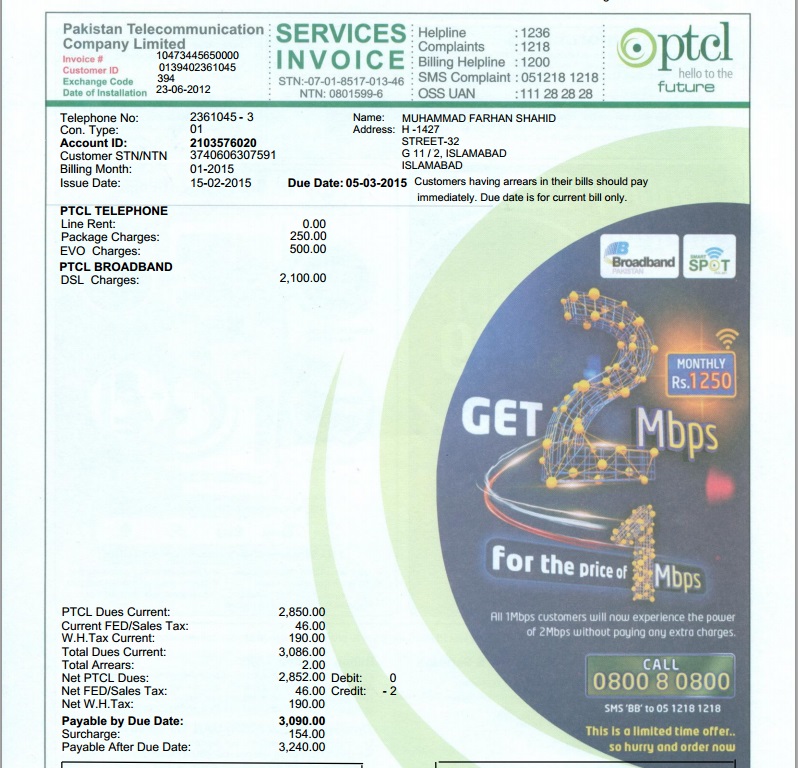 Pakistan Telecommunication
Company Limited
Invoice # 10473445650000
Customer ID 0139402361045
Exchange Code 394
Date of Installation 23-06-2012
SERVICES
INVOICE
STN:-07-01-8517-013-46
NTN: 0801599-6
Helpline :1236
Complaints :1218
Billing Helpline :1200
SMS Complaint :051218 1218
OSS UAN :111 28 28 28
ptcl
hello to the
future
Telephone No: 2361045 - 3
Con. Type: 01
Account ID: 2103576020
Customer STN/NTN 3740606307591
Billing Month: 01-2015
Issue Date: 15-02-2015
Name: MUHAMMAD FARHAN SHAHID
Address: H -1427
STREET-32
G 11 / 2, ISLAMABAD
ISLAMABAD
Due Date: 05-03-2015 Customers having arrears in their bills should pay
immediately. Due date is for current bill only.
PTCL TELEPHONE
Line Rent: 0.00
Package Charges: 250.00
EVO Charges: 500.00
PTCL BROADBAND
DSL Charges: 2,100.00
Broadband
PAKISTAN
SMART
SPOT
MONTHLY
Rs.1250
GET 2 Mbps
for the price of 1 Mbps
All 1Mbps customers will now experience the power
of 2Mbps without paying any extra charges.
CALL
0800 8 0800
SMS 'BB' to 05 1218 1218
This is a limited time offer..
so hurry and order now
PTCL Dues Current: 2,850.00
Current FED/Sales Tax: 46.00
W.H.Tax Current: 190.00
Total Dues Current: 3,086.00
Total Arrears: 2.00
Net PTCL Dues: 2,852.00 Debit: 0
Net FED/Sales Tax: 46.00 Credit: - 2
Net W.H.Tax: 190.00
Payable by Due Date: 3,090.00
Surcharge: 154.00
Payable After Due Date: 3,240.00